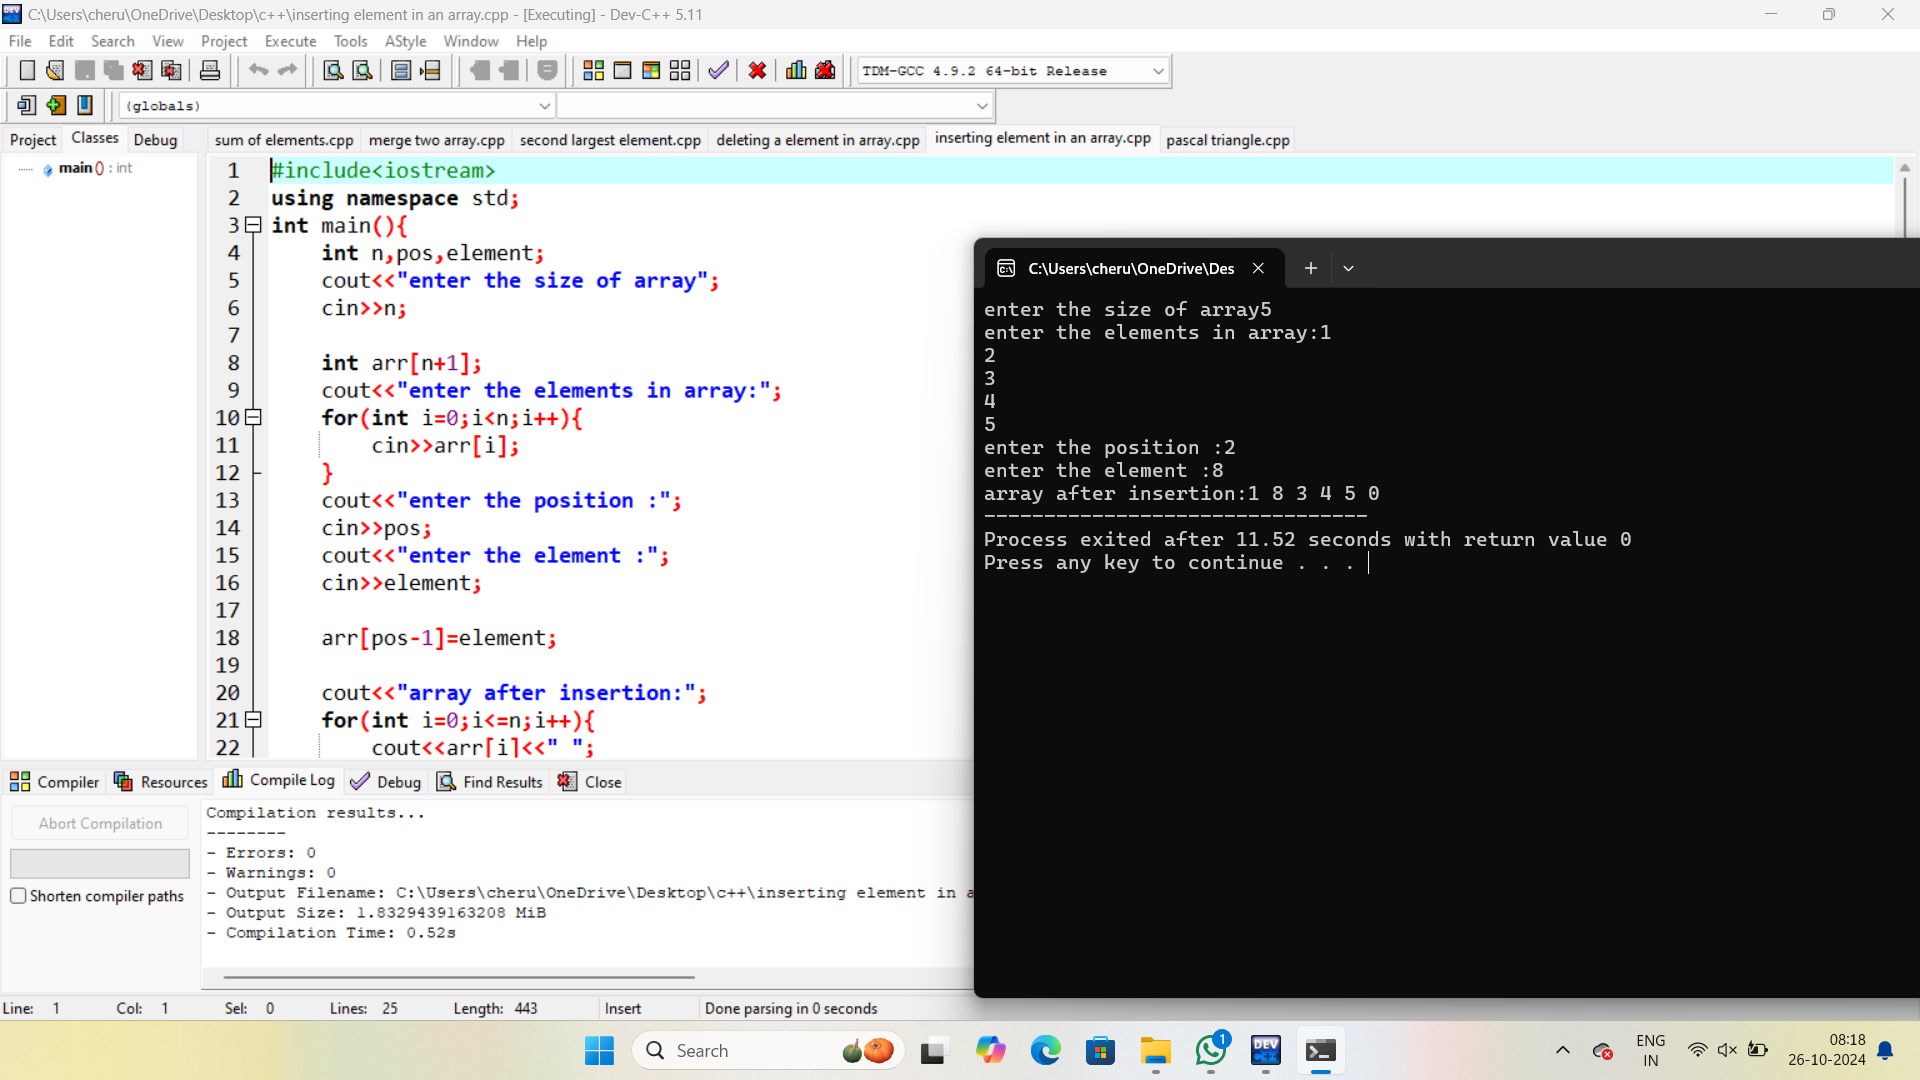 C:\Users\cheru\OneDrive\Desktop\c++\inserting element in an array.cpp - [Executing] - Dev-C++ 5.11
File Edit Search View Project Execute Tools AStyle Window Help
TDM-GCC 4.9.2 64-bit Release
(globals)
Project Classes Debug
sum of elements.cpp merge two array.cpp second largest element.cpp deleting a element in array.cpp inserting element in an array.cpp pascal triangle.cpp
main () : int
1 #include<iostream>
2 using namespace std;
3 int main(){
4 int n,pos,element;
5 cout<<"enter the size of array";
6 cin>>n;
7
8 int arr[n+1];
9 cout<<"enter the elements in array:";
10 for(int i=0;i<n;i++){
11 cin>>arr[i];
12 }
13 cout<<"enter the position :";
14 cin>>pos;
15 cout<<"enter the element :";
16 cin>>element;
17
18 arr[pos-1]=element;
19
20 cout<<"array after insertion:";
21 for(int i=0;i<=n;i++){
22 cout<<arr[i]<<" ";
C:\Users\cheru\OneDrive\Des
enter the size of array5
enter the elements in array:1
2
3
4
5
enter the position :2
enter the element :8
array after insertion:1 8 3 4 5 0
--------------------------------
Process exited after 11.52 seconds with return value 0
Press any key to continue . . .
Compiler Resources Compile Log Debug Find Results Close
Abort Compilation
Shorten compiler paths
Compilation results...
--------
- Errors: 0
- Warnings: 0
- Output Filename: C:\Users\cheru\OneDrive\Desktop\c++\inserting element in a
- Output Size: 1.8329439163208 MiB
- Compilation Time: 0.52s
Line: 1 Col: 1 Sel: 0 Lines: 25 Length: 443 Insert Done parsing in 0 seconds
Search
1
DEV
C++
ENG
IN
08:18
26-10-2024